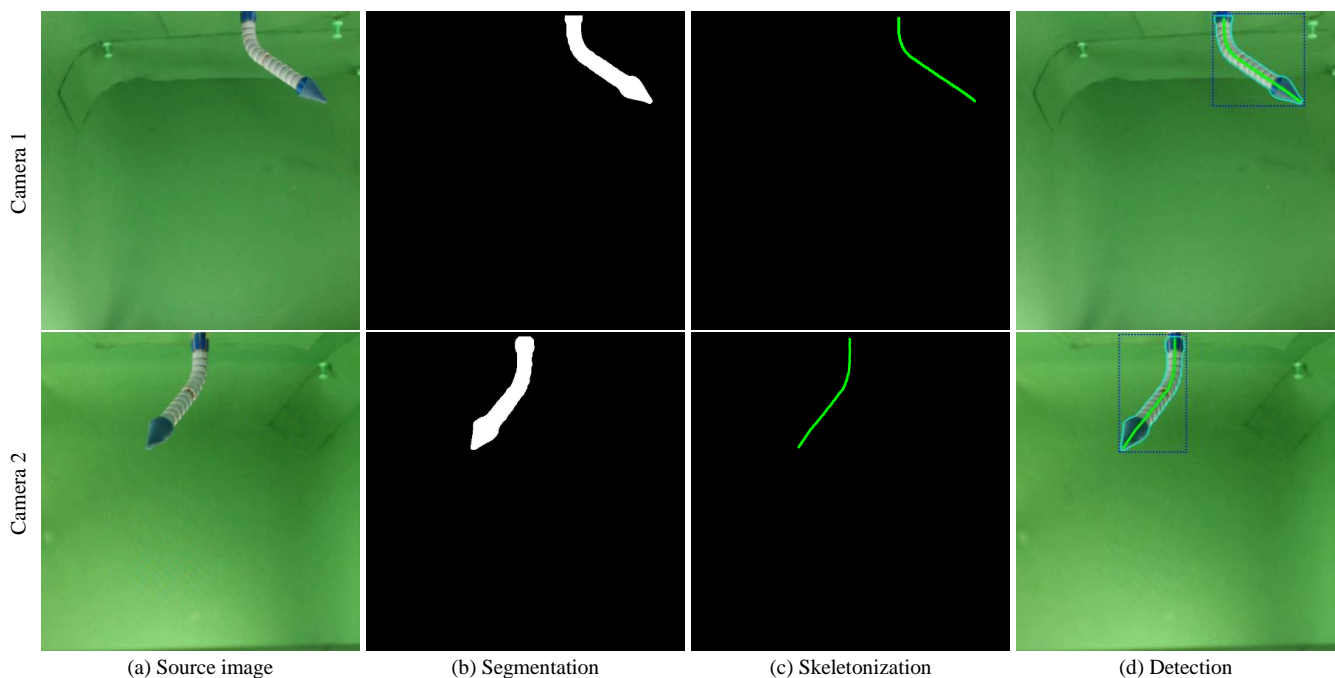 Camera 1
Camera 2
(a) Source image
(b) Segmentation
(c) Skeletonization
(d) Detection